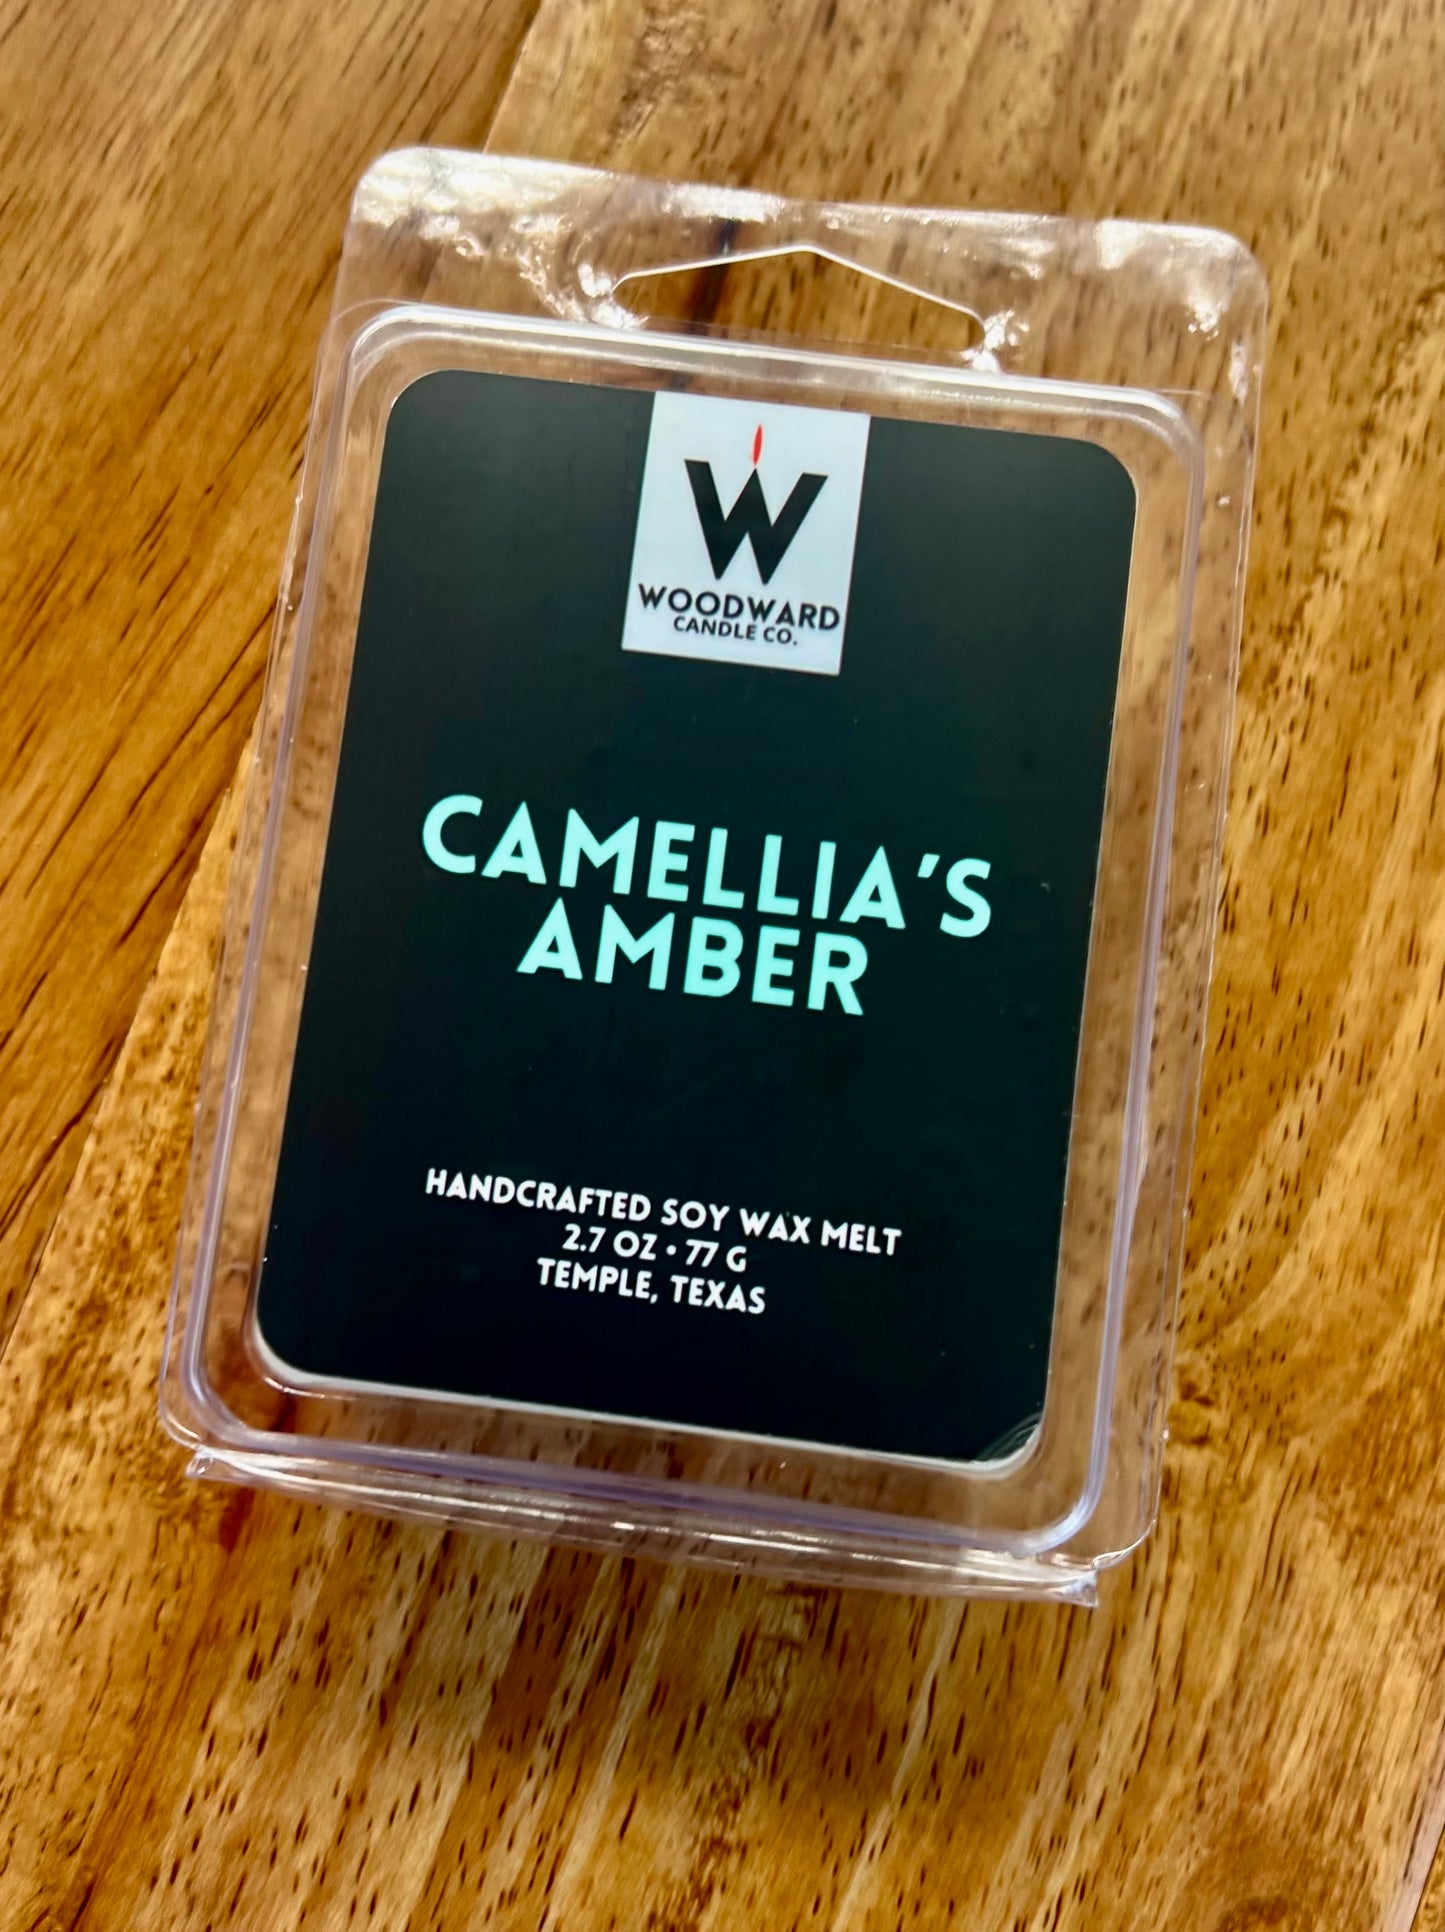 W
WOODWARD
CANDLE CO.
CAMELLIA'S
AMBER
HANDCRAFTED SOY WAX MELT
2.7 OZ • 77 G
TEMPLE, TEXAS